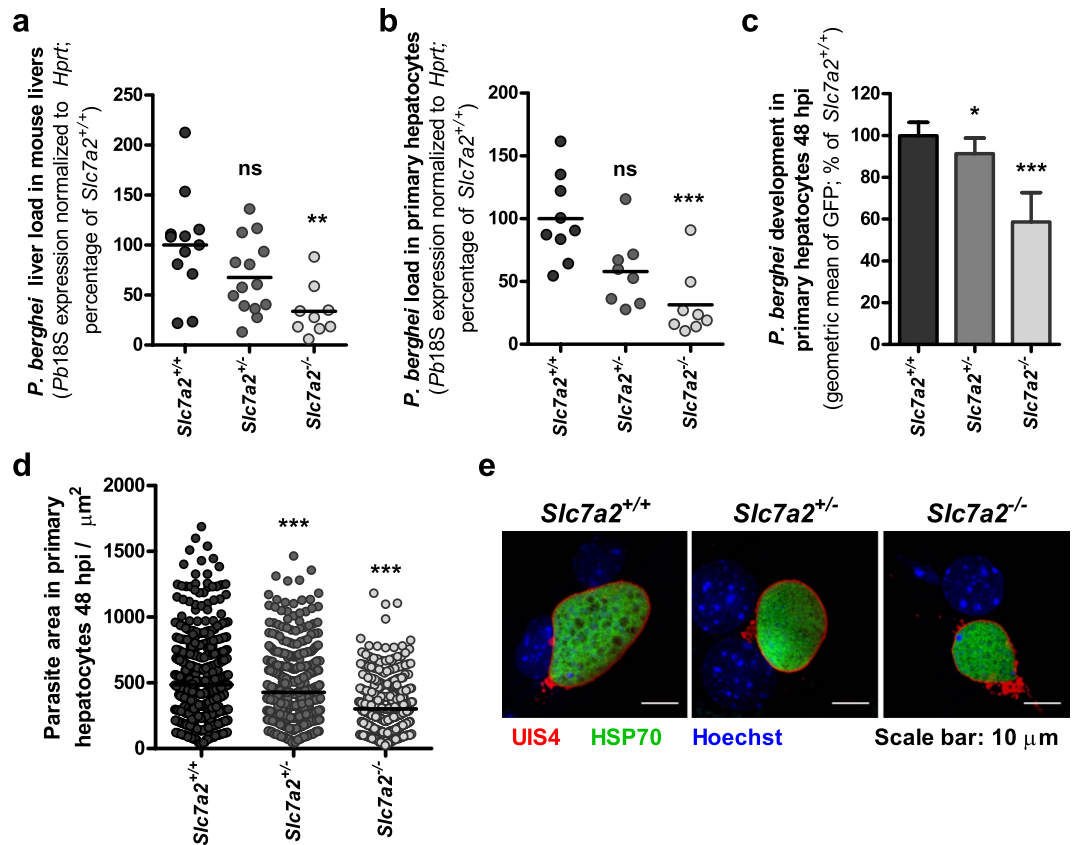 a
P. berghei liver load in mouse livers
(Pb18S expression normalized to Hprt;
percentage of Slc7a2+/+)
250
200
150
100
50
0
ns
**
Slc7a2+/+
Slc7a2+/-
Slc7a2-/-
b
P. berghei load in primary hepatocytes
(Pb18S expression normalized to Hprt;
percentage of Slc7a2+/+)
200
150
100
50
0
ns
***
Slc7a2+/+
Slc7a2+/-
Slc7a2-/-
c
P. berghei development in
primary hepatocytes 48 hpi
(geometric mean of GFP; % of Slc7a2+/+)
120
100
80
60
40
20
0
*
***
Slc7a2+/+
Slc7a2+/-
Slc7a2-/-
d
Parasite area in primary
hepatocytes 48 hpi / μm2
2000
1500
1000
500
0
***
***
Slc7a2+/+
Slc7a2+/-
Slc7a2-/-
e
Slc7a2+/+ Slc7a2+/- Slc7a2-/-
UIS4 HSP70 Hoechst Scale bar: 10 μm